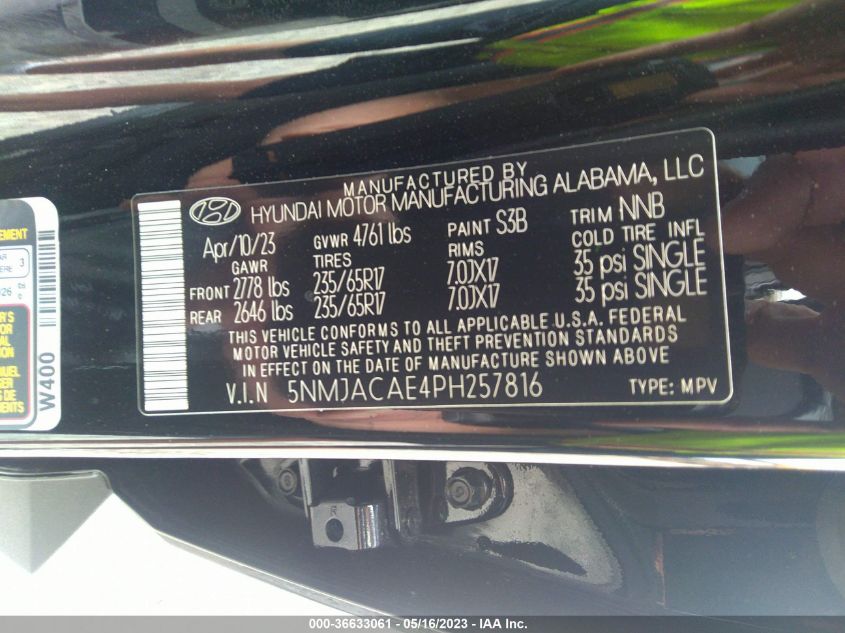 MANUFACTURED BY
HYUNDAI MOTOR MANUFACTURING ALABAMA, LLC
Apr/10/23 GVWR 4761 lbs PAINT S3B TRIM NNB
GAWR TIRES RIMS COLD TIRE INFL
FRONT 2778 lbs 235/65R17 7.0JX17 35 psi SINGLE
REAR 2646 lbs 235/65R17 7.0JX17 35 psi SINGLE
THIS VEHICLE CONFORMS TO ALL APPLICABLE U.S.A. FEDERAL
MOTOR VEHICLE SAFETY AND THEFT PREVENTION STANDARDS
IN EFFECT ON THE DATE OF MANUFACTURE SHOWN ABOVE
V.I.N 5NMJACAE4PH257816 TYPE: MPV
W400
R
000-36633061 - 05/16/2023 - IAA Inc.